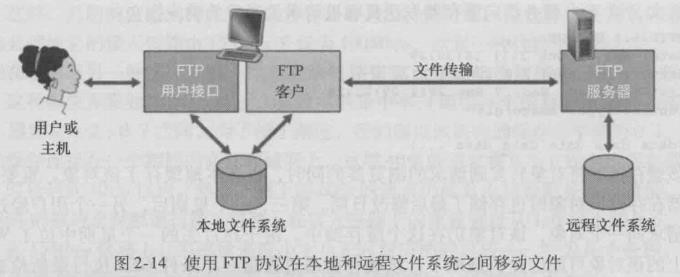 FTP
用户接口
FTP
客户
文件传输
FTP
服务器
用户或
主机
本地文件系统
远程文件系统
图 2-14 使用 FTP 协议在本地和远程文件系统之间移动文件